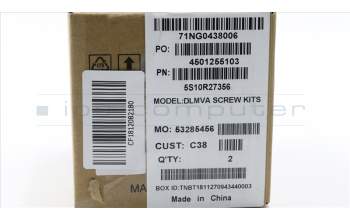 71NG0438006
PO:
4501255103
PN:
5S10R27356
MODEL:DLMVA SCREW KITS
MO: 53285456
CUST: C38
Q'TY: 2
BOX ID:TNBT1811270943440003
Made in China
CF1812082180
MA